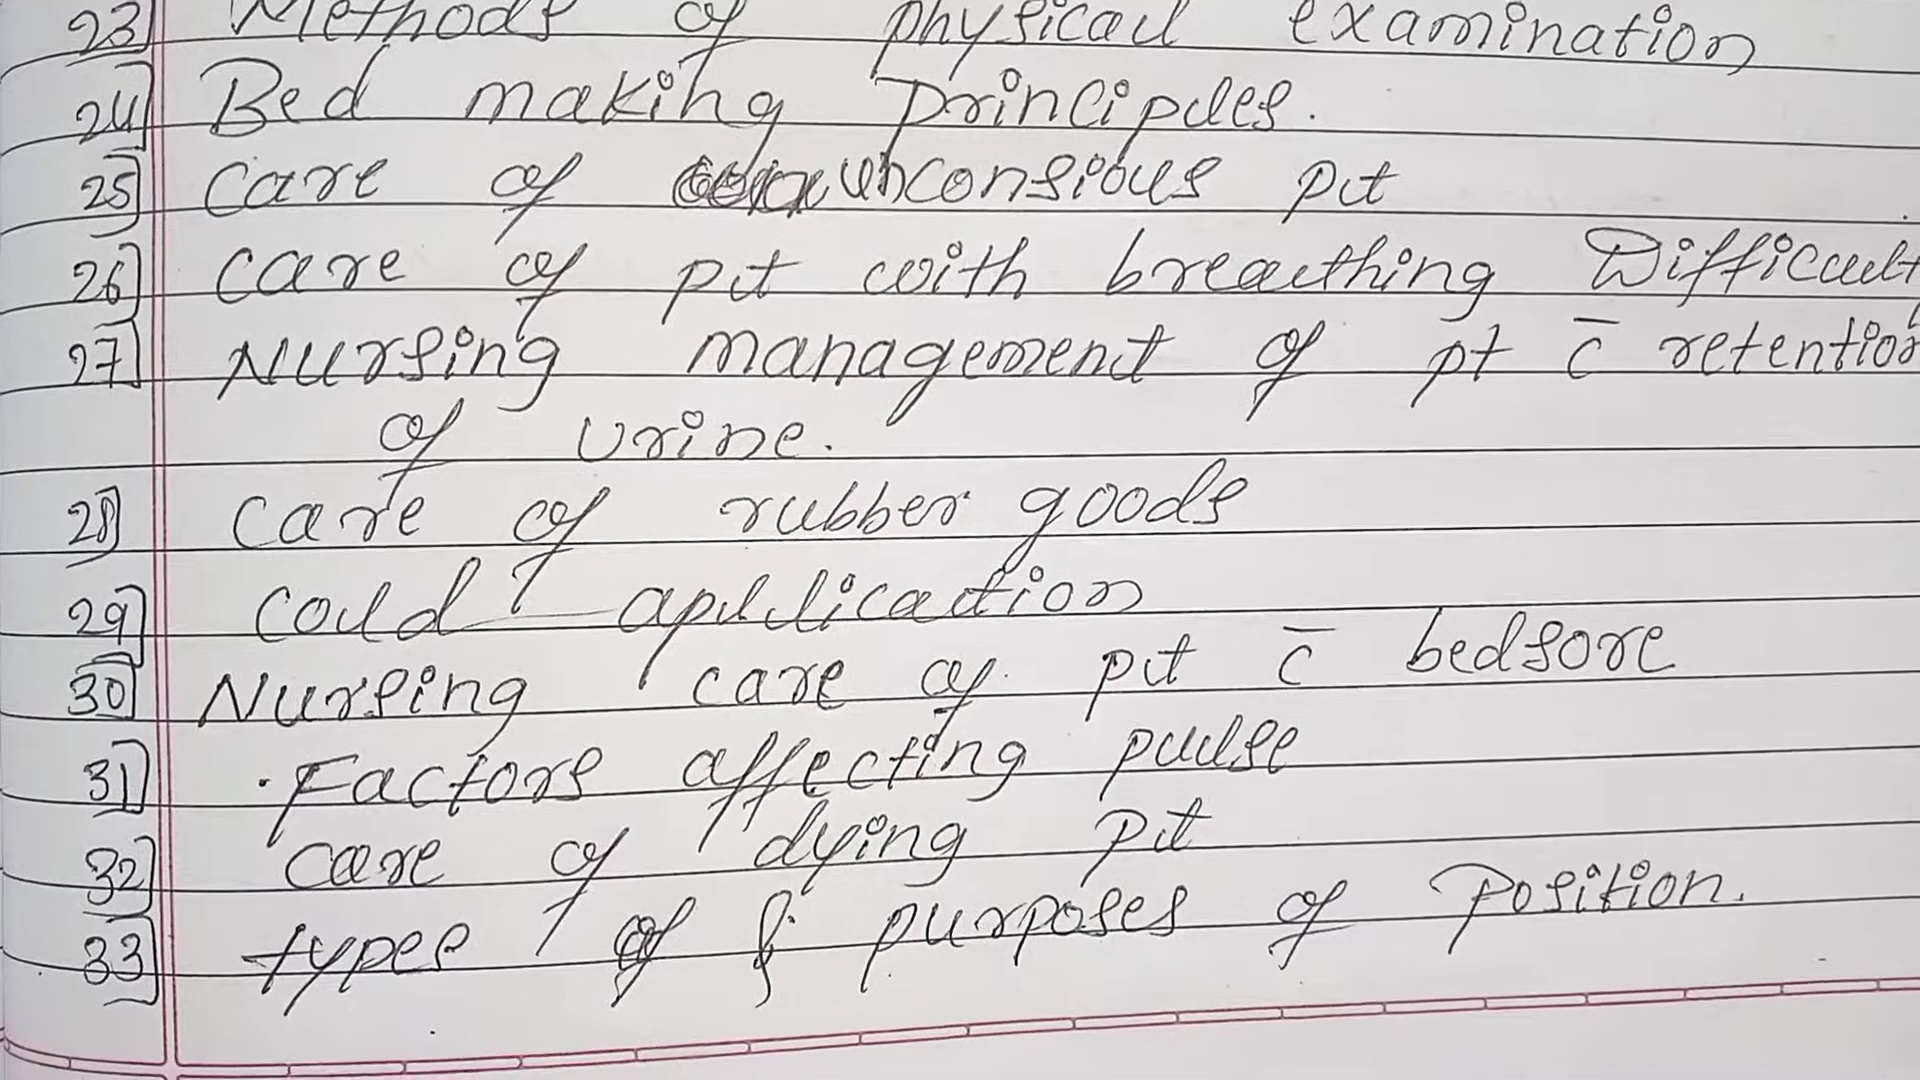 23] Methods of physical examination
24] Bed making principles.
25] Care of unconsious pt
26] Care of pt with breathing Difficult
27] Nursing management of pt c̅ retention
of urine.
28] Care of rubber goods
29] Cold application
30] Nursing care of pt c̅ bedsore
31] Factors affecting pulse
32] Care of dying pt
33] types of & purposes of Position.